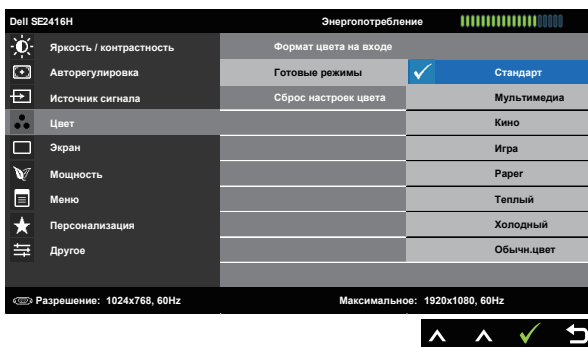 Dell SE2416H
Энергопотребление
Яркость / контрастность
Формат цвета на входе
Авторегулировка
Готовые режимы
Стандарт
Источник сигнала
Сброс настроек цвета
Мультимедиа
Цвет
Кино
Экран
Игра
Мощность
Paper
Меню
Теплый
Персонализация
Холодный
Другое
Обычн.цвет
Разрешение: 1024x768, 60Hz
Максимальное: 1920x1080, 60Hz